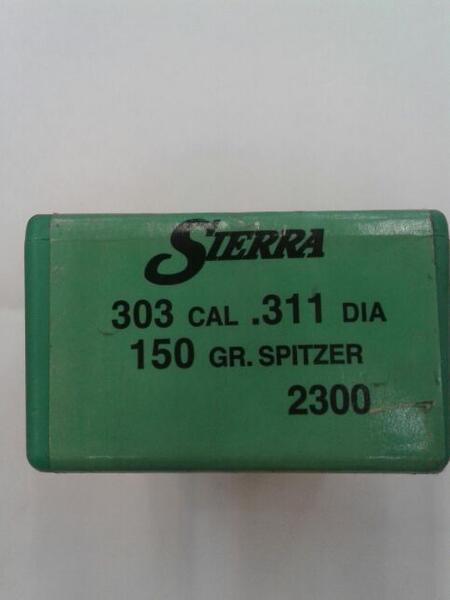 SIERRA
303 CAL .311 DIA
150 GR. SPITZER
2300